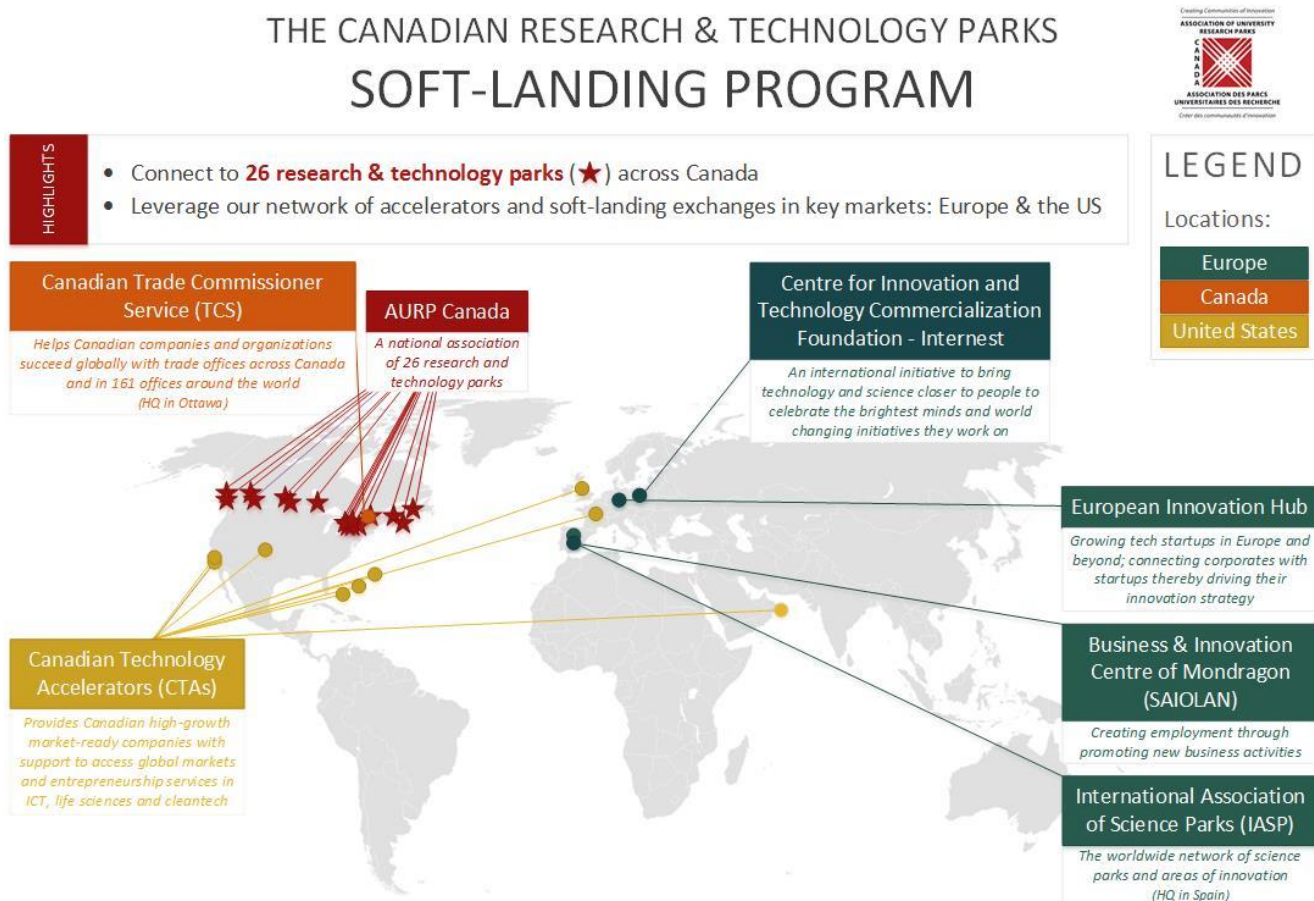 THE CANADIAN RESEARCH & TECHNOLOGY PARKS
SOFT-LANDING PROGRAM
Creating Communities of Innovation
ASSOCIATION OF UNIVERSITY
RESEARCH PARKS
CANADA
ASSOCIATION DES PARCS
UNIVERSITAIRES DES RECHERCHE
Créer des communautés d'innovation
HIGHLIGHTS
• Connect to 26 research & technology parks (★) across Canada
• Leverage our network of accelerators and soft-landing exchanges in key markets: Europe & the US
LEGEND
Locations:
Europe
Canada
United States
Canadian Trade Commissioner
Service (TCS)
Helps Canadian companies and organizations
succeed globally with trade offices across Canada
and in 161 offices around the world
(HQ in Ottawa)
AURP Canada
A national association
of 26 research and
technology parks
Centre for Innovation and
Technology Commercialization
Foundation - Internest
An international initiative to bring
technology and science closer to people to
celebrate the brightest minds and world
changing initiatives they work on
European Innovation Hub
Growing tech startups in Europe and
beyond; connecting corporates with
startups thereby driving their
innovation strategy
Business & Innovation
Centre of Mondragon
(SAIOLAN)
Creating employment through
promoting new business activities
International Association
of Science Parks (IASP)
The worldwide network of science
parks and areas of innovation
(HQ in Spain)
Canadian Technology
Accelerators (CTAs)
Provides Canadian high-growth
market-ready companies with
support to access global markets
and entrepreneurship services in
ICT, life sciences and cleantech